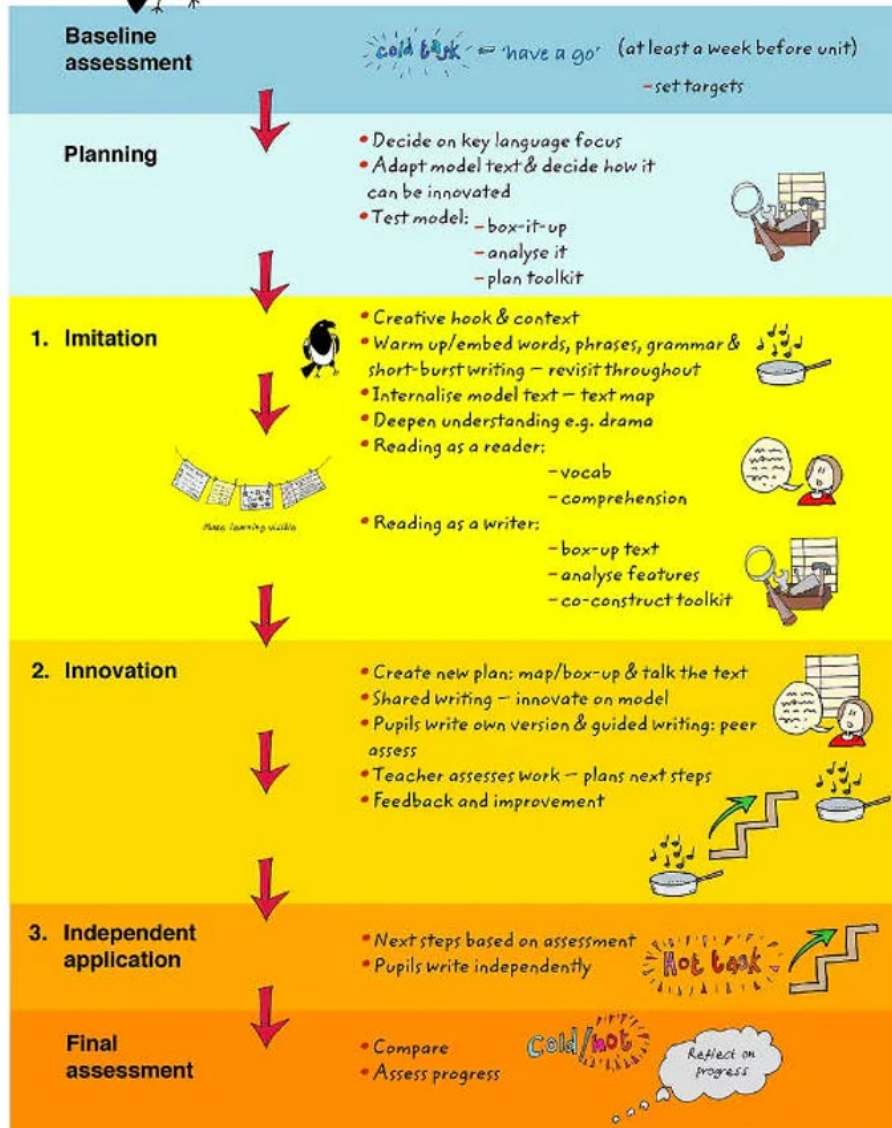 Baseline
assessment
cold task = 'have a go' (at least a week before unit)
-set targets
Planning
• Decide on key language focus
• Adapt model text & decide how it
can be innovated
• Test model: -box-it-up
-analyse it
-plan toolkit
1. Imitation
• Creative hook & context
• Warm up/embed words, phrases, grammar &
short-burst writing – revisit throughout
• Internalise model text – text map
• Deepen understanding e.g. drama
• Reading as a reader:
-vocab
-comprehension
Make learning visible
• Reading as a writer:
-box-up text
-analyse features
-co-construct toolkit
2. Innovation
• Create new plan: map/box-up & talk the text
• Shared writing – innovate on model
• Pupils write own version & guided writing: peer
assess
• Teacher assesses work – plans next steps
• Feedback and improvement
3. Independent
application
• Next steps based on assessment
• Pupils write independently
Hot task
Final
assessment
• Compare
• Assess progress
Cold/hot
Reflect on
progress